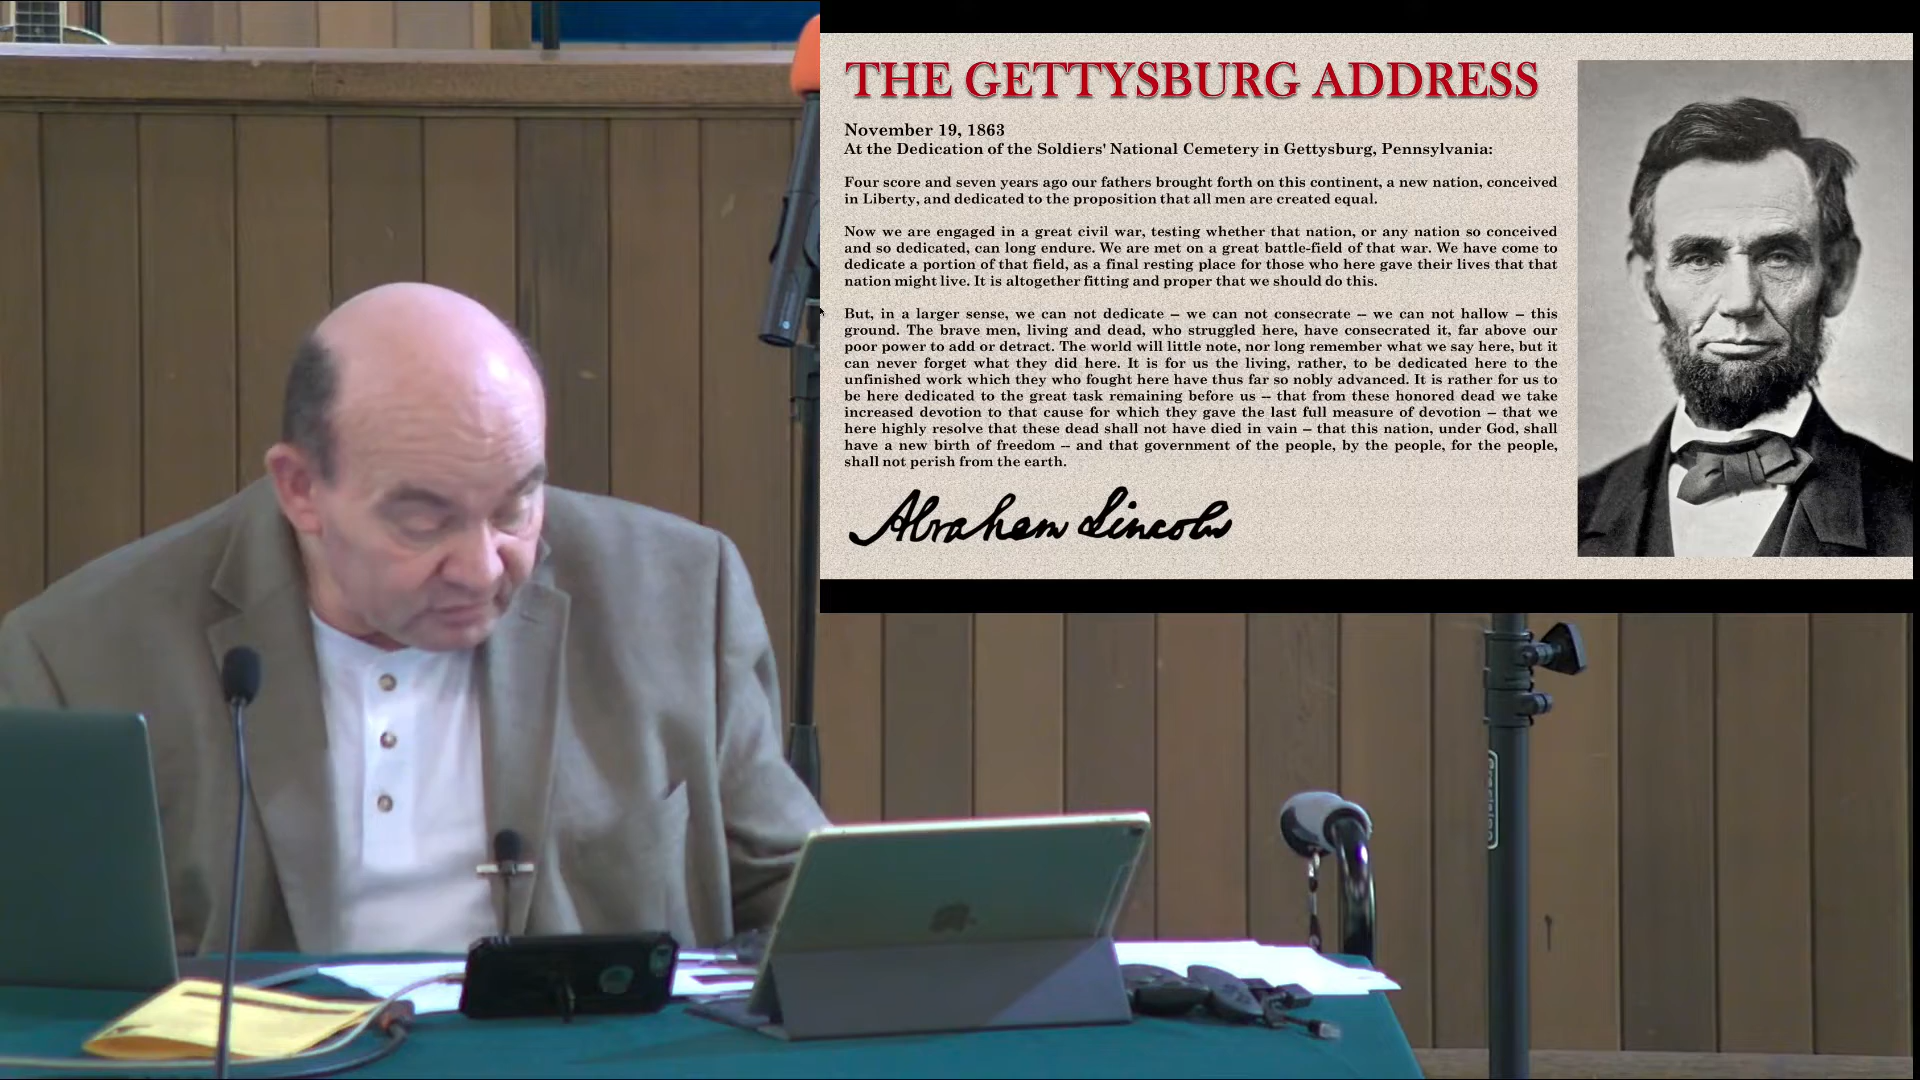 THE GETTYSBURG ADDRESS
November 19, 1863
At the Dedication of the Soldiers' National Cemetery in Gettysburg, Pennsylvania:
Four score and seven years ago our fathers brought forth on this continent, a new nation, conceived
in Liberty, and dedicated to the proposition that all men are created equal.
Now we are engaged in a great civil war, testing whether that nation, or any nation so conceived
and so dedicated, can long endure. We are met on a great battle-field of that war. We have come to
dedicate a portion of that field, as a final resting place for those who here gave their lives that that
nation might live. It is altogether fitting and proper that we should do this.
But, in a larger sense, we can not dedicate – we can not consecrate – we can not hallow – this
ground. The brave men, living and dead, who struggled here, have consecrated it, far above our
poor power to add or detract. The world will little note, nor long remember what we say here, but it
can never forget what they did here. It is for us the living, rather, to be dedicated here to the
unfinished work which they who fought here have thus far so nobly advanced. It is rather for us to
be here dedicated to the great task remaining before us – that from these honored dead we take
increased devotion to that cause for which they gave the last full measure of devotion – that we
here highly resolve that these dead shall not have died in vain – that this nation, under God, shall
have a new birth of freedom – and that government of the people, by the people, for the people,
shall not perish from the earth.
Abraham Lincoln